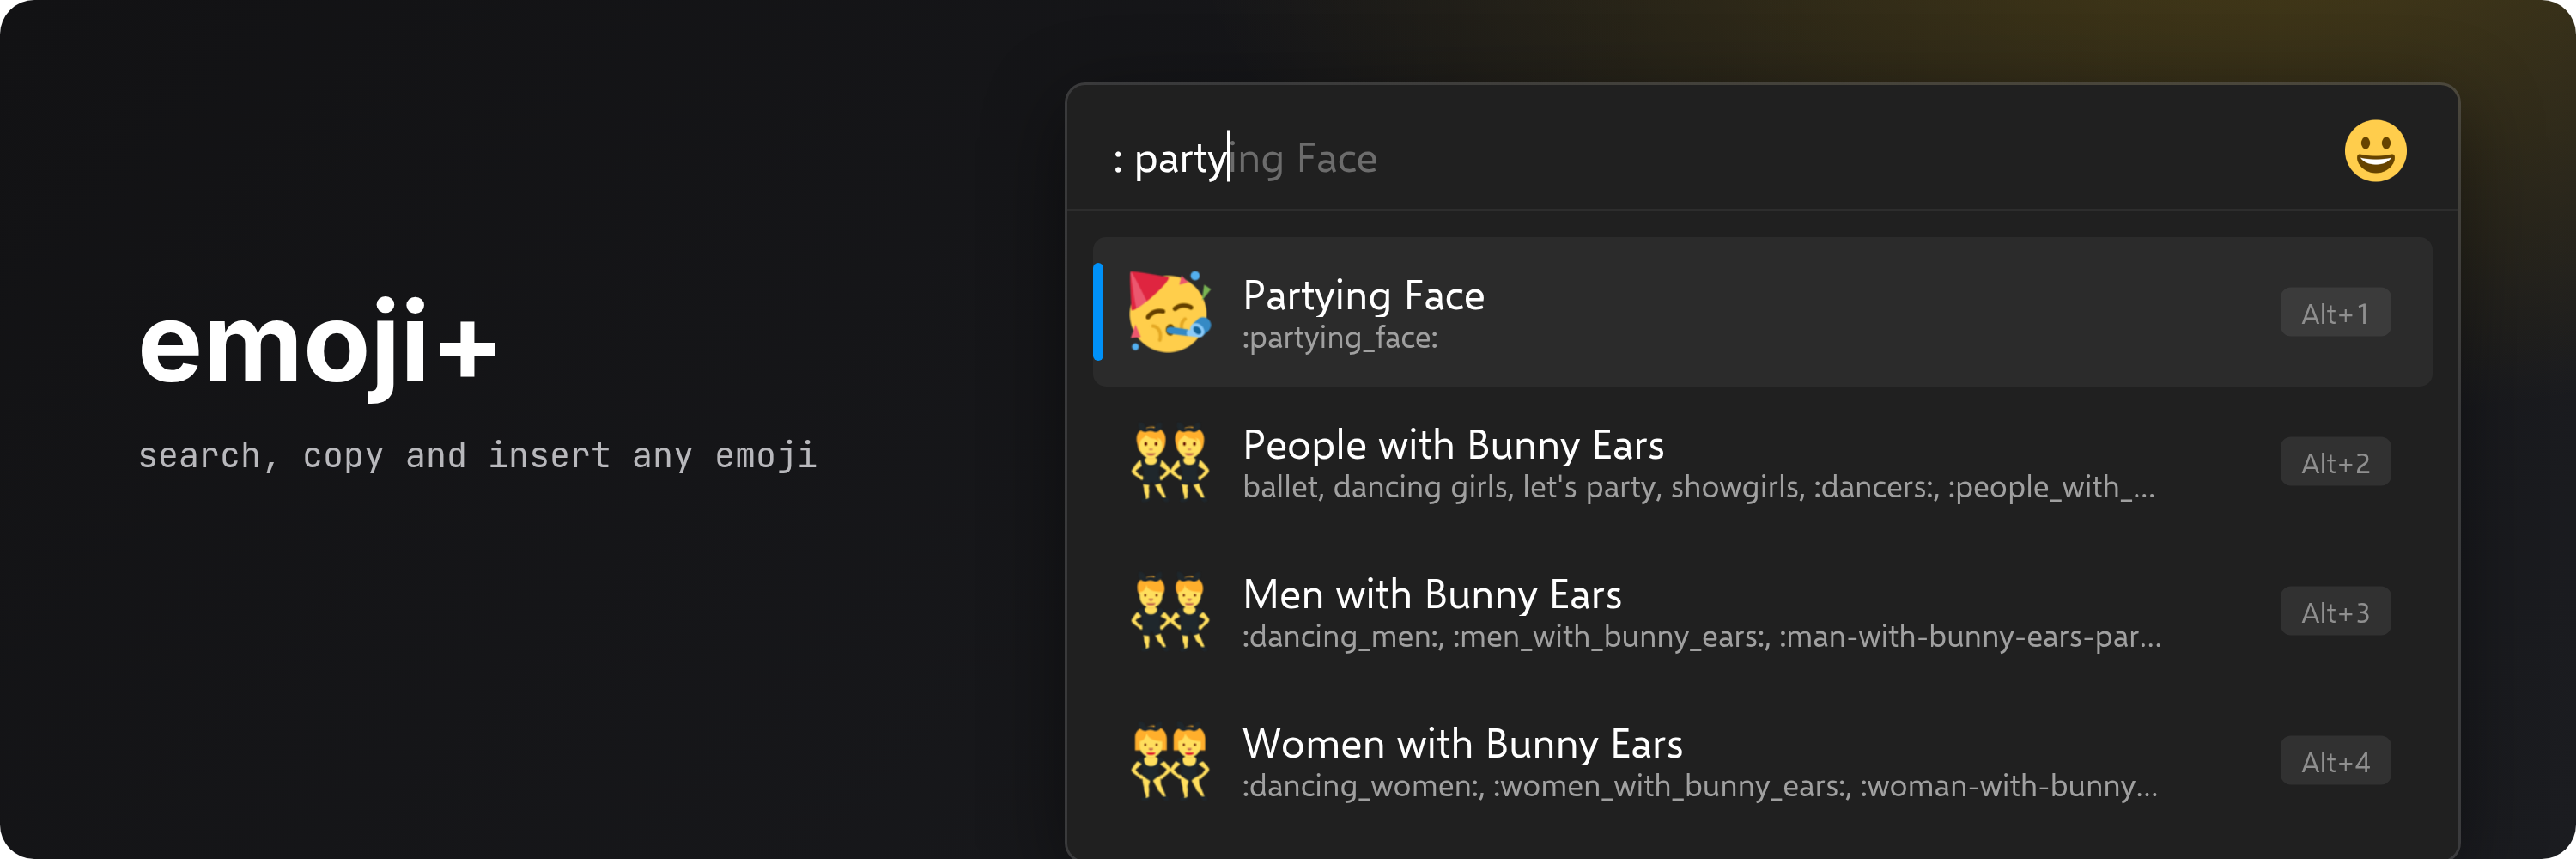 emoji+
search, copy and insert any emoji
: partying Face
Partying Face
:partying_face:
Alt+1
People with Bunny Ears
ballet, dancing girls, let's party, showgirls, :dancers:, :people_with_...
Alt+2
Men with Bunny Ears
:dancing_men:, :men_with_bunny_ears:, :man-with-bunny-ears-par...
Alt+3
Women with Bunny Ears
:dancing_women:, :women_with_bunny_ears:, :woman-with-bunny...
Alt+4